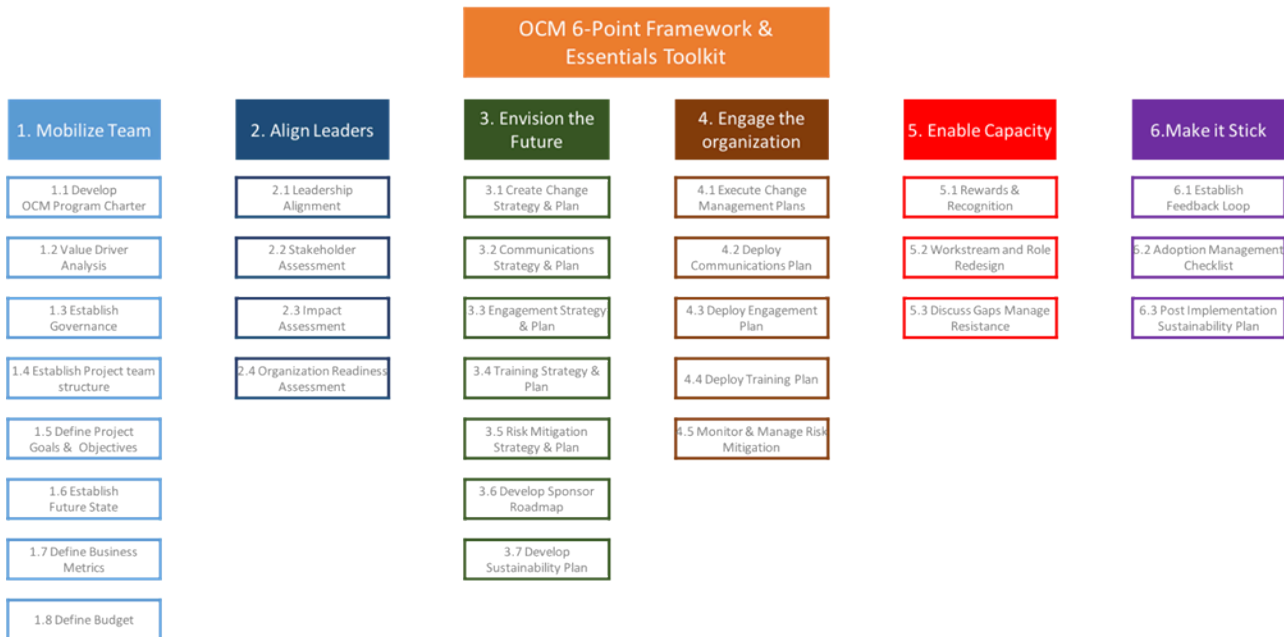 OCM 6-Point Framework &
Essentials Toolkit
1. Mobilize Team
1.1 Develop
OCM Program Charter
1.2 Value Driver
Analysis
1.3 Establish
Governance
1.4 Establish Project team
structure
1.5 Define Project
Goals & Objectives
1.6 Establish
Future State
1.7 Define Business
Metrics
1.8 Define Budget
2. Align Leaders
2.1 Leadership
Alignment
2.2 Stakeholder
Assessment
2.3 Impact
Assessment
2.4 Organization Readiness
Assessment
3. Envision the
Future
3.1 Create Change
Strategy & Plan
3.2 Communications
Strategy & Plan
3.3 Engagement Strategy
& Plan
3.4 Training Strategy &
Plan
3.5 Risk Mitigation
Strategy & Plan
3.6 Develop Sponsor
Roadmap
3.7 Develop
Sustainability Plan
4. Engage the
organization
4.1 Execute Change
Management Plans
4.2 Deploy
Communications Plan
4.3 Deploy Engagement
Plan
4.4 Deploy Training Plan
4.5 Monitor & Manage Risk
Mitigation
5. Enable Capacity
5.1 Rewards &
Recognition
5.2 Workstream and Role
Redesign
5.3 Discuss Gaps Manage
Resistance
6.Make it Stick
6.1 Establish
Feedback Loop
6.2 Adoption Management
Checklist
6.3 Post Implementation
Sustainability Plan